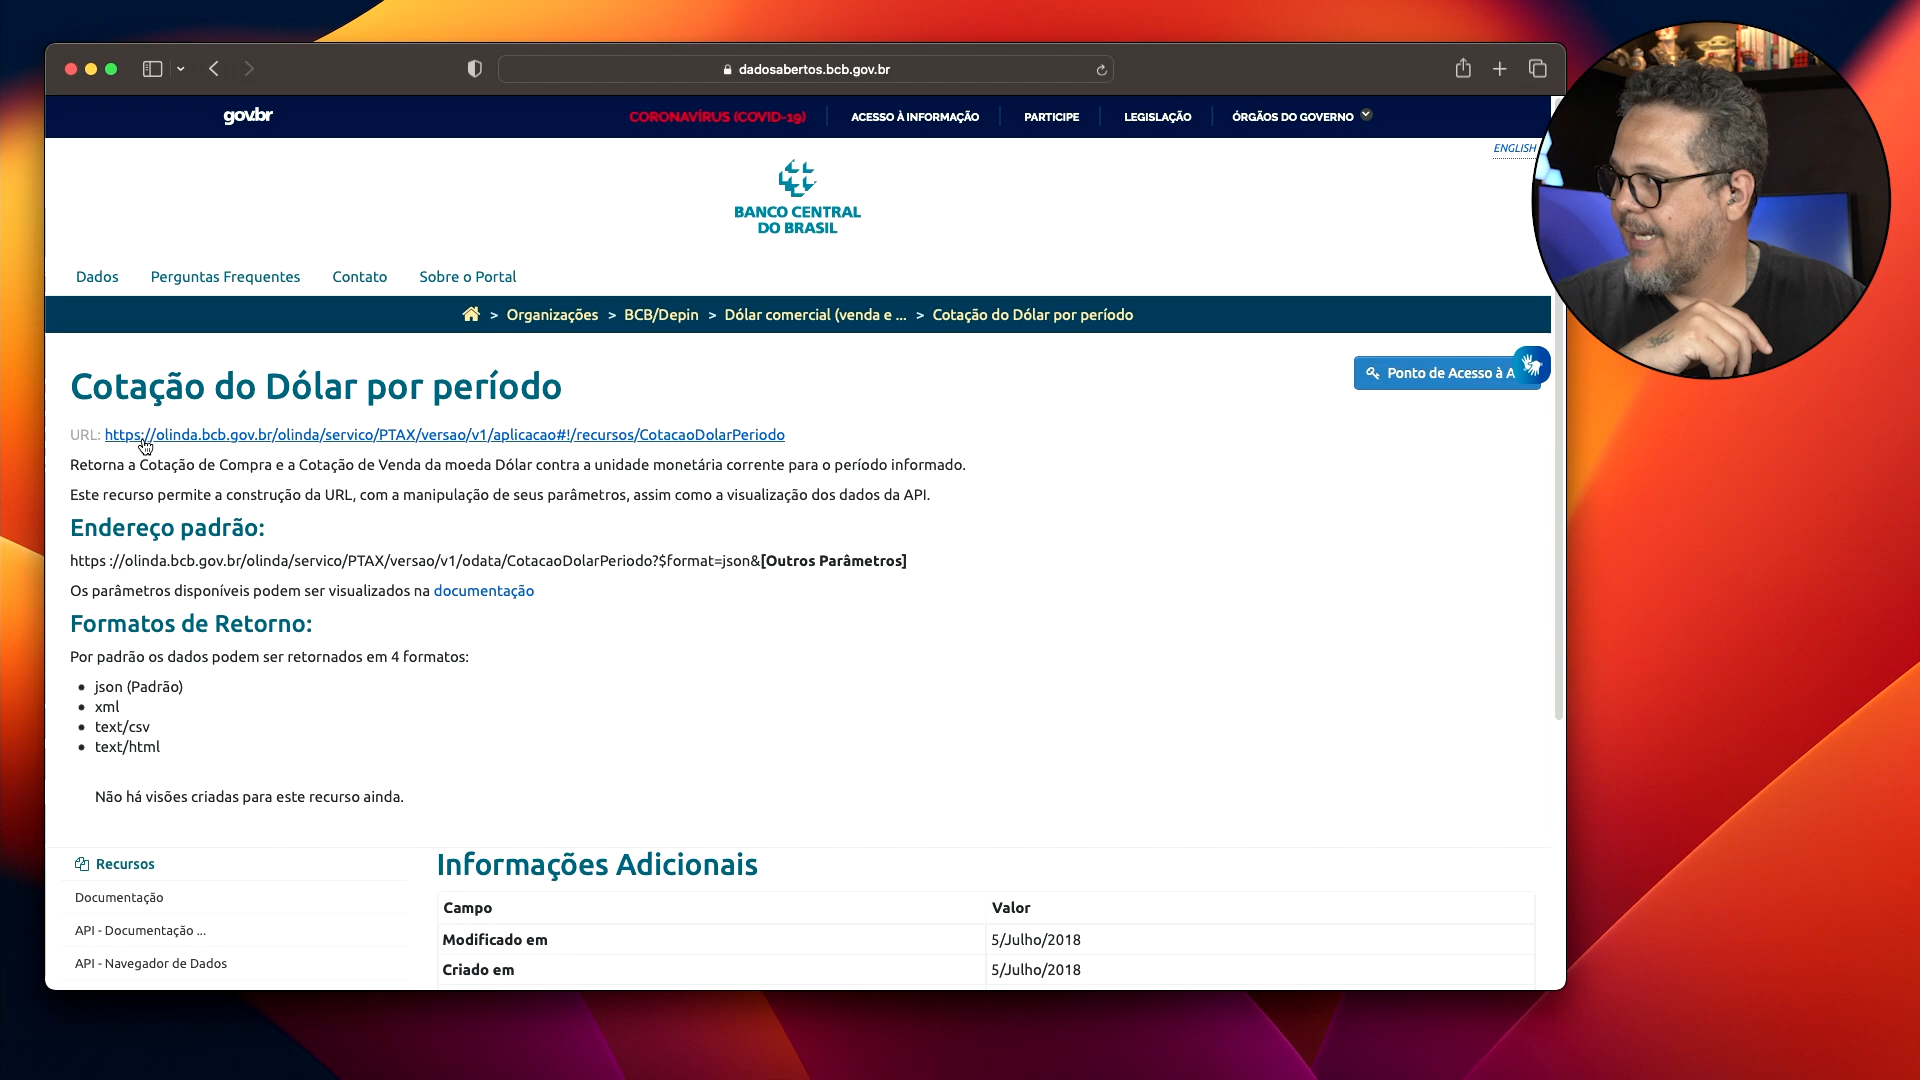 dadosabertos.bcb.gov.br
gov.br
CORONAVÍRUS (COVID-19)
ACESSO À INFORMAÇÃO
PARTICIPE
LEGISLAÇÃO
ÓRGÃOS DO GOVERNO
ENGLISH
BANCO CENTRAL
DO BRASIL
Dados
Perguntas Frequentes
Contato
Sobre o Portal
> Organizações > BCB/Depin > Dólar comercial (venda e ... > Cotação do Dólar por período
Cotação do Dólar por período
Ponto de Acesso à A
URL: https://olinda.bcb.gov.br/olinda/servico/PTAX/versao/v1/aplicacao#!/recursos/CotacaoDolarPeriodo
Retorna a Cotação de Compra e a Cotação de Venda da moeda Dólar contra a unidade monetária corrente para o período informado.
Este recurso permite a construção da URL, com a manipulação de seus parâmetros, assim como a visualização dos dados da API.
Endereço padrão:
https ://olinda.bcb.gov.br/olinda/servico/PTAX/versao/v1/odata/CotacaoDolarPeriodo?$format=json&[Outros Parâmetros]
Os parâmetros disponíveis podem ser visualizados na documentação
Formatos de Retorno:
Por padrão os dados podem ser retornados em 4 formatos:
json (Padrão)
xml
text/csv
text/html
Não há visões criadas para este recurso ainda.
Recursos
Documentação
API - Documentação ...
API - Navegador de Dados
Informações Adicionais
Campo Valor
Modificado em 5/Julho/2018
Criado em 5/Julho/2018